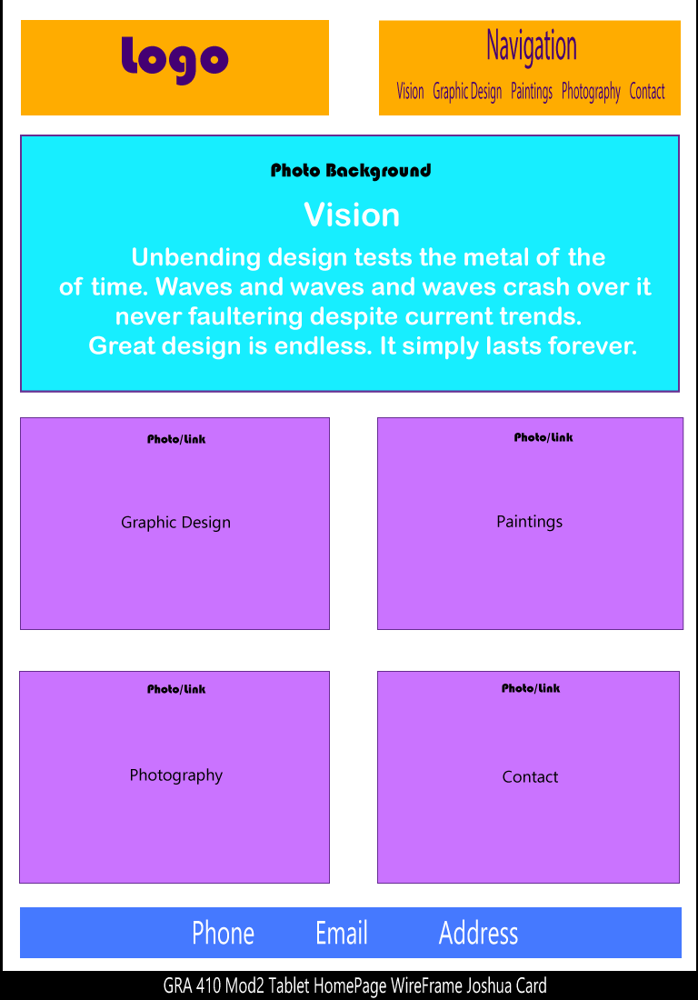 Logo
Navigation
Vision Graphic Design Paintings Photography Contact
Photo Background
Vision
Unbending design tests the metal of the
of time. Waves and waves and waves crash over it
never faultering despite current trends.
Great design is endless. It simply lasts forever.
Photo/Link
Graphic Design
Photo/Link
Paintings
Photo/Link
Photography
Photo/Link
Contact
Phone Email Address
GRA 410 Mod2 Tablet HomePage WireFrame Joshua Card